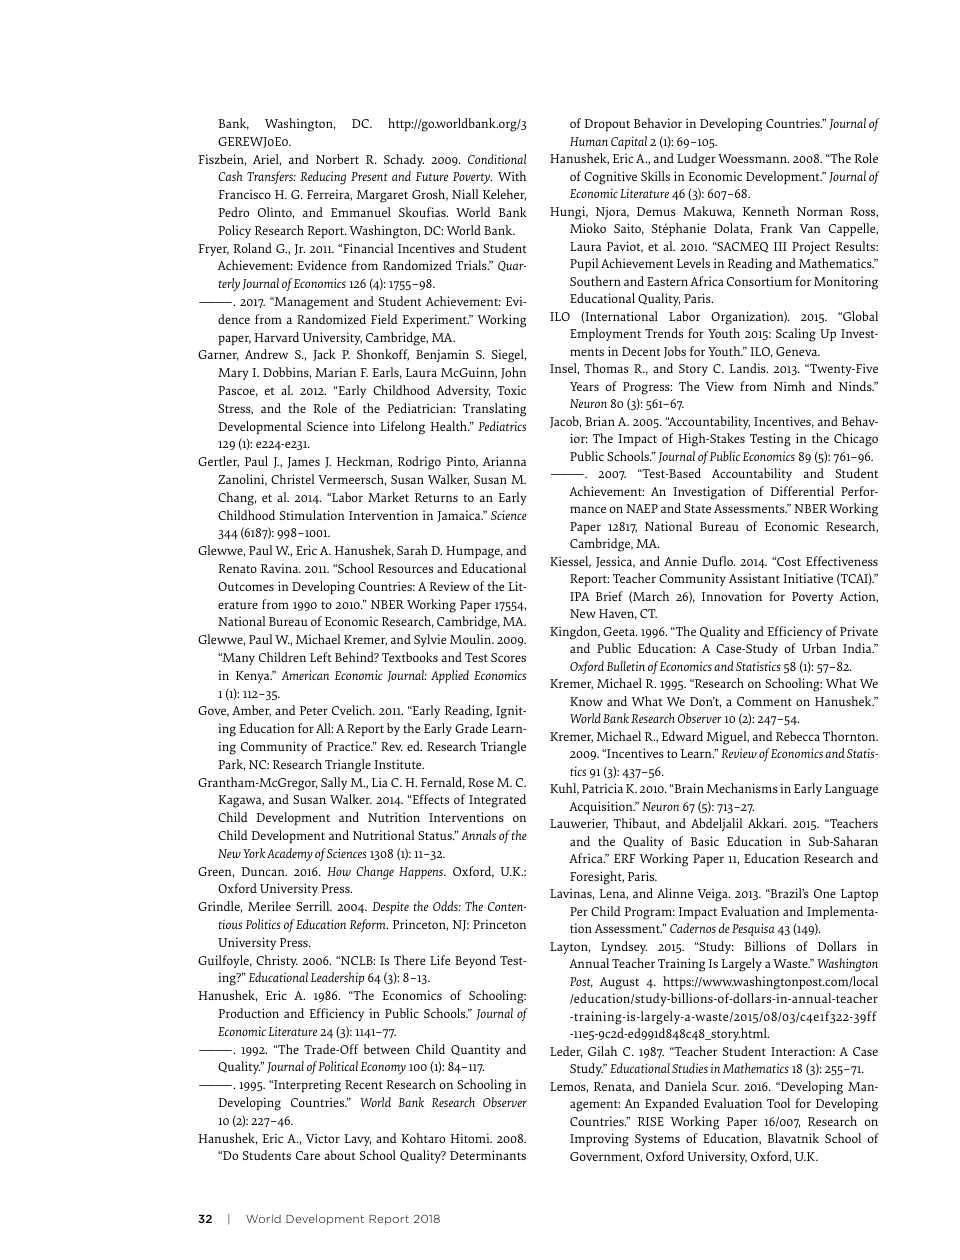 Bank, Washington, DC. http://go.worldbank.org/3
GEREWJ0E0.
Fiszbein, Ariel, and Norbert R. Schady. 2009. Conditional
Cash Transfers: Reducing Present and Future Poverty. With
Francisco H. G. Ferreira, Margaret Grosh, Niall Keleher,
Pedro Olinto, and Emmanuel Skoufias. World Bank
Policy Research Report. Washington, DC: World Bank.
Fryer, Roland G., Jr. 2011. “Financial Incentives and Student
Achievement: Evidence from Randomized Trials.” Quar-
terly Journal of Economics 126 (4): 1755–98.
———. 2017. “Management and Student Achievement: Evi-
dence from a Randomized Field Experiment.” Working
paper, Harvard University, Cambridge, MA.
Garner, Andrew S., Jack P. Shonkoff, Benjamin S. Siegel,
Mary I. Dobbins, Marian F. Earls, Laura McGuinn, John
Pascoe, et al. 2012. “Early Childhood Adversity, Toxic
Stress, and the Role of the Pediatrician: Translating
Developmental Science into Lifelong Health.” Pediatrics
129 (1): e224-e231.
Gertler, Paul J., James J. Heckman, Rodrigo Pinto, Arianna
Zanolini, Christel Vermeersch, Susan Walker, Susan M.
Chang, et al. 2014. “Labor Market Returns to an Early
Childhood Stimulation Intervention in Jamaica.” Science
344 (6187): 998–1001.
Glewwe, Paul W., Eric A. Hanushek, Sarah D. Humpage, and
Renato Ravina. 2011. “School Resources and Educational
Outcomes in Developing Countries: A Review of the Lit-
erature from 1990 to 2010.” NBER Working Paper 17554,
National Bureau of Economic Research, Cambridge, MA.
Glewwe, Paul W., Michael Kremer, and Sylvie Moulin. 2009.
“Many Children Left Behind? Textbooks and Test Scores
in Kenya.” American Economic Journal: Applied Economics
1 (1): 112–35.
Gove, Amber, and Peter Cvelich. 2011. “Early Reading, Ignit-
ing Education for All: A Report by the Early Grade Learn-
ing Community of Practice.” Rev. ed. Research Triangle
Park, NC: Research Triangle Institute.
Grantham-McGregor, Sally M., Lia C. H. Fernald, Rose M. C.
Kagawa, and Susan Walker. 2014. “Effects of Integrated
Child Development and Nutrition Interventions on
Child Development and Nutritional Status.” Annals of the
New York Academy of Sciences 1308 (1): 11–32.
Green, Duncan. 2016. How Change Happens. Oxford, U.K.:
Oxford University Press.
Grindle, Merilee Serrill. 2004. Despite the Odds: The Conten-
tious Politics of Education Reform. Princeton, NJ: Princeton
University Press.
Guilfoyle, Christy. 2006. “NCLB: Is There Life Beyond Test-
ing?” Educational Leadership 64 (3): 8–13.
Hanushek, Eric A. 1986. “The Economics of Schooling:
Production and Efficiency in Public Schools.” Journal of
Economic Literature 24 (3): 1141–77.
———. 1992. “The Trade-Off between Child Quantity and
Quality.” Journal of Political Economy 100 (1): 84–117.
———. 1995. “Interpreting Recent Research on Schooling in
Developing Countries.” World Bank Research Observer
10 (2): 227–46.
Hanushek, Eric A., Victor Lavy, and Kohtaro Hitomi. 2008.
“Do Students Care about School Quality? Determinants
of Dropout Behavior in Developing Countries.” Journal of
Human Capital 2 (1): 69–105.
Hanushek, Eric A., and Ludger Woessmann. 2008. “The Role
of Cognitive Skills in Economic Development.” Journal of
Economic Literature 46 (3): 607–68.
Hungi, Njora, Demus Makuwa, Kenneth Norman Ross,
Mioko Saito, Stéphanie Dolata, Frank Van Cappelle,
Laura Paviot, et al. 2010. “SACMEQ III Project Results:
Pupil Achievement Levels in Reading and Mathematics.”
Southern and Eastern Africa Consortium for Monitoring
Educational Quality, Paris.
ILO (International Labor Organization). 2015. “Global
Employment Trends for Youth 2015: Scaling Up Invest-
ments in Decent Jobs for Youth.” ILO, Geneva.
Insel, Thomas R., and Story C. Landis. 2013. “Twenty-Five
Years of Progress: The View from Nimh and Ninds.”
Neuron 80 (3): 561–67.
Jacob, Brian A. 2005. “Accountability, Incentives, and Behav-
ior: The Impact of High-Stakes Testing in the Chicago
Public Schools.” Journal of Public Economics 89 (5): 761–96.
———. 2007. “Test-Based Accountability and Student
Achievement: An Investigation of Differential Perfor-
mance on NAEP and State Assessments.” NBER Working
Paper 12817, National Bureau of Economic Research,
Cambridge, MA.
Kiessel, Jessica, and Annie Duflo. 2014. “Cost Effectiveness
Report: Teacher Community Assistant Initiative (TCAI).”
IPA Brief (March 26), Innovation for Poverty Action,
New Haven, CT.
Kingdon, Geeta. 1996. “The Quality and Efficiency of Private
and Public Education: A Case-Study of Urban India.”
Oxford Bulletin of Economics and Statistics 58 (1): 57–82.
Kremer, Michael R. 1995. “Research on Schooling: What We
Know and What We Don’t, a Comment on Hanushek.”
World Bank Research Observer 10 (2): 247–54.
Kremer, Michael R., Edward Miguel, and Rebecca Thornton.
2009. “Incentives to Learn.” Review of Economics and Statis-
tics 91 (3): 437–56.
Kuhl, Patricia K. 2010. “Brain Mechanisms in Early Language
Acquisition.” Neuron 67 (5): 713–27.
Lauwerier, Thibaut, and Abdeljalil Akkari. 2015. “Teachers
and the Quality of Basic Education in Sub-Saharan
Africa.” ERF Working Paper 11, Education Research and
Foresight, Paris.
Lavinas, Lena, and Alinne Veiga. 2013. “Brazil’s One Laptop
Per Child Program: Impact Evaluation and Implementa-
tion Assessment.” Cadernos de Pesquisa 43 (149).
Layton, Lyndsey. 2015. “Study: Billions of Dollars in
Annual Teacher Training Is Largely a Waste.” Washington
Post, August 4. https://www.washingtonpost.com/local
/education/study-billions-of-dollars-in-annual-teacher
-training-is-largely-a-waste/2015/08/03/c4e1f322-39ff
-11e5-9c2d-ed991d848c48_story.html.
Leder, Gilah C. 1987. “Teacher Student Interaction: A Case
Study.” Educational Studies in Mathematics 18 (3): 255–71.
Lemos, Renata, and Daniela Scur. 2016. “Developing Man-
agement: An Expanded Evaluation Tool for Developing
Countries.” RISE Working Paper 16/007, Research on
Improving Systems of Education, Blavatnik School of
Government, Oxford University, Oxford, U.K.
32 | World Development Report 2018